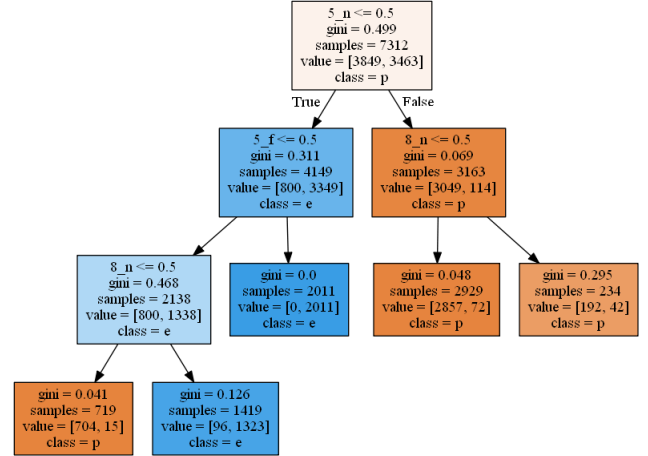 5_n <= 0.5
gini = 0.499
samples = 7312
value = [3849, 3463]
class = p
True
False
5_f <= 0.5
gini = 0.311
samples = 4149
value = [800, 3349]
class = e
8_n <= 0.5
gini = 0.069
samples = 3163
value = [3049, 114]
class = p
8_n <= 0.5
gini = 0.468
samples = 2138
value = [800, 1338]
class = e
gini = 0.0
samples = 2011
value = [0, 2011]
class = e
gini = 0.048
samples = 2929
value = [2857, 72]
class = p
gini = 0.295
samples = 234
value = [192, 42]
class = p
gini = 0.041
samples = 719
value = [704, 15]
class = p
gini = 0.126
samples = 1419
value = [96, 1323]
class = e